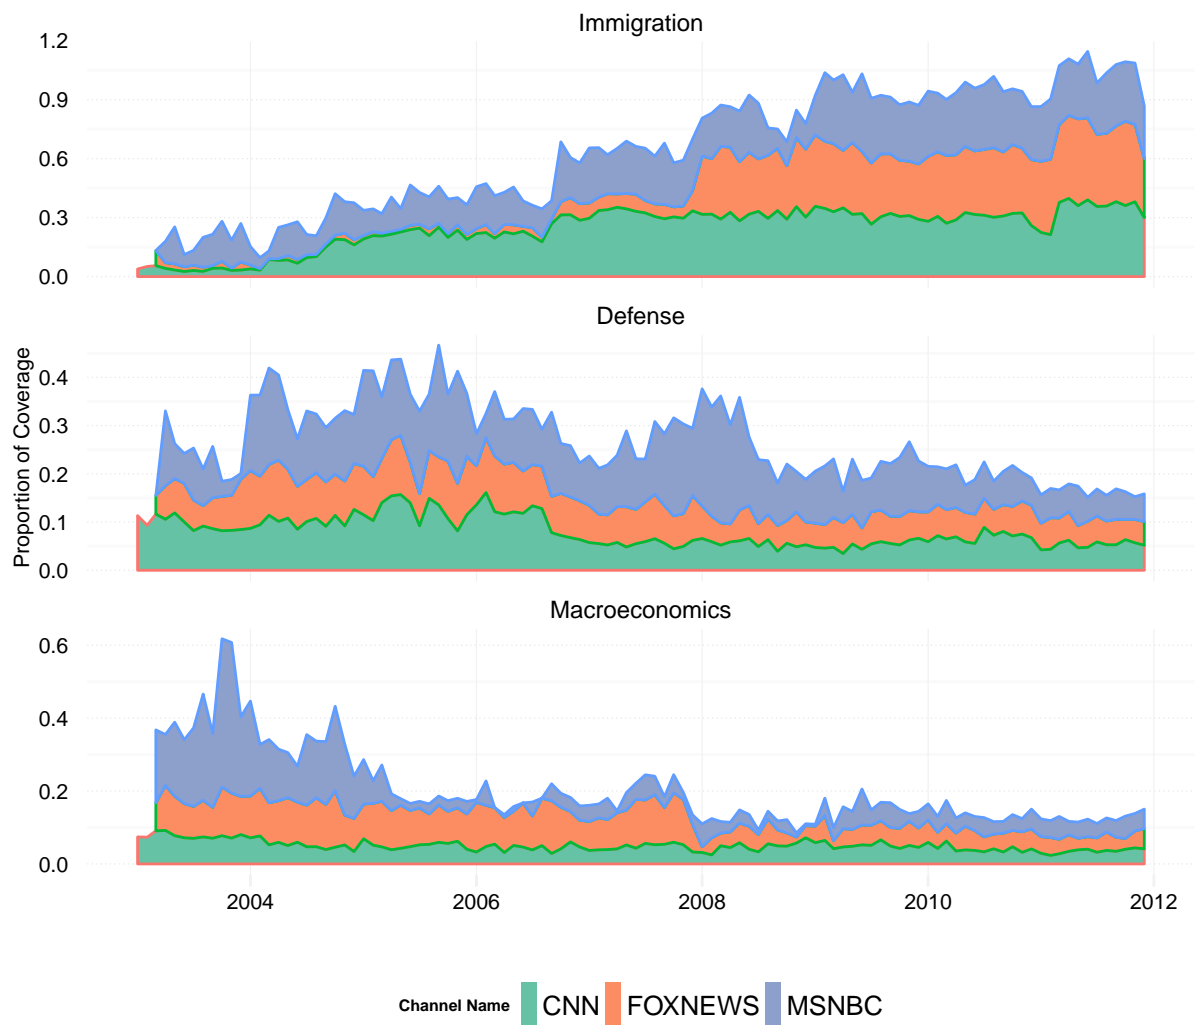 Immigration
1.2
0.9
0.6
0.3
0.0
Defense
0.4
0.3
0.2
0.1
0.0
Proportion of Coverage
Macroeconomics
0.6
0.4
0.2
0.0
2004 2006 2008 2010 2012
Channel Name CNN FOXNEWS MSNBC